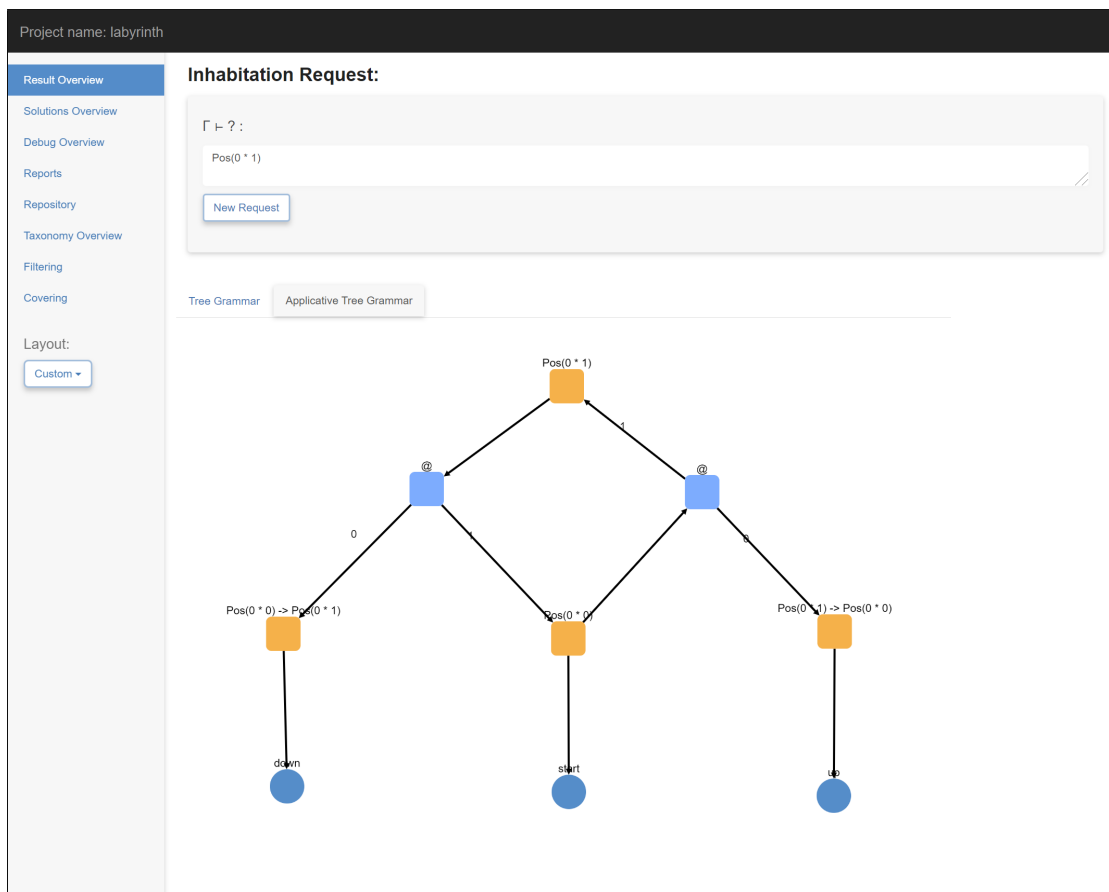 Project name: labyrinth
Result Overview
Solutions Overview
Debug Overview
Reports
Repository
Taxonomy Overview
Filtering
Covering
Layout:
Custom
Inhabitation Request:
Γ ⊢ ? :
Pos(0 * 1)
New Request
Tree Grammar
Applicative Tree Grammar
Pos(0 * 1)
1
@
@
0
1
0
Pos(0 * 0) -> Pos(0 * 1)
Pos(0 * 0)
Pos(0 * 1) -> Pos(0 * 0)
down
start
up